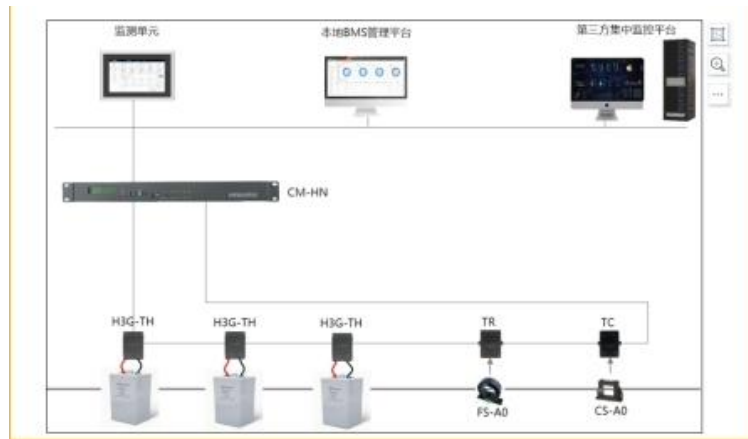 监测单元
本地BMS管理平台
第三方集中监控平台
CM-HN
H3G-TH
H3G-TH
H3G-TH
TR
TC
FS-A0
CS-A0